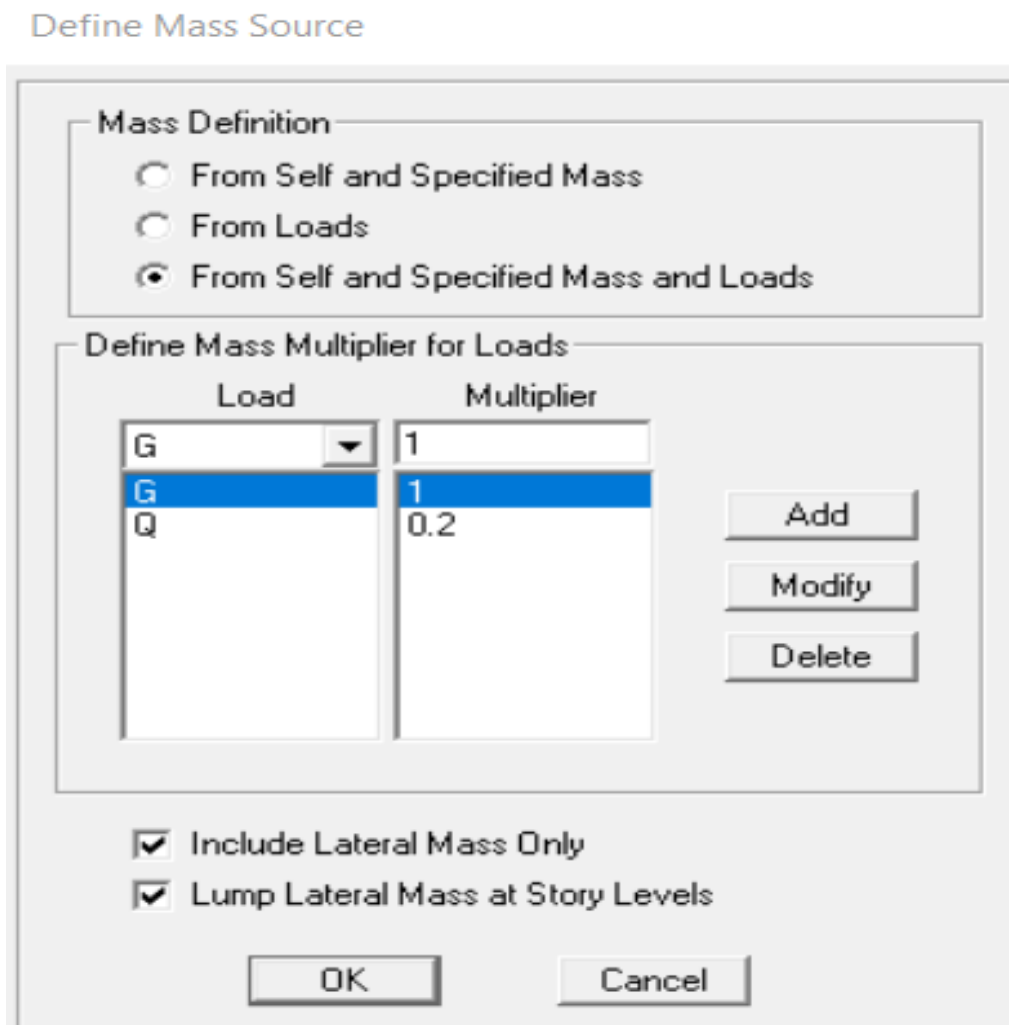 Define Mass Source
Mass Definition
From Self and Specified Mass
From Loads
From Self and Specified Mass and Loads
Define Mass Multiplier for Loads
Load Multiplier
G 1
G 1
Q 0.2
Add
Modify
Delete
Include Lateral Mass Only
Lump Lateral Mass at Story Levels
OK Cancel